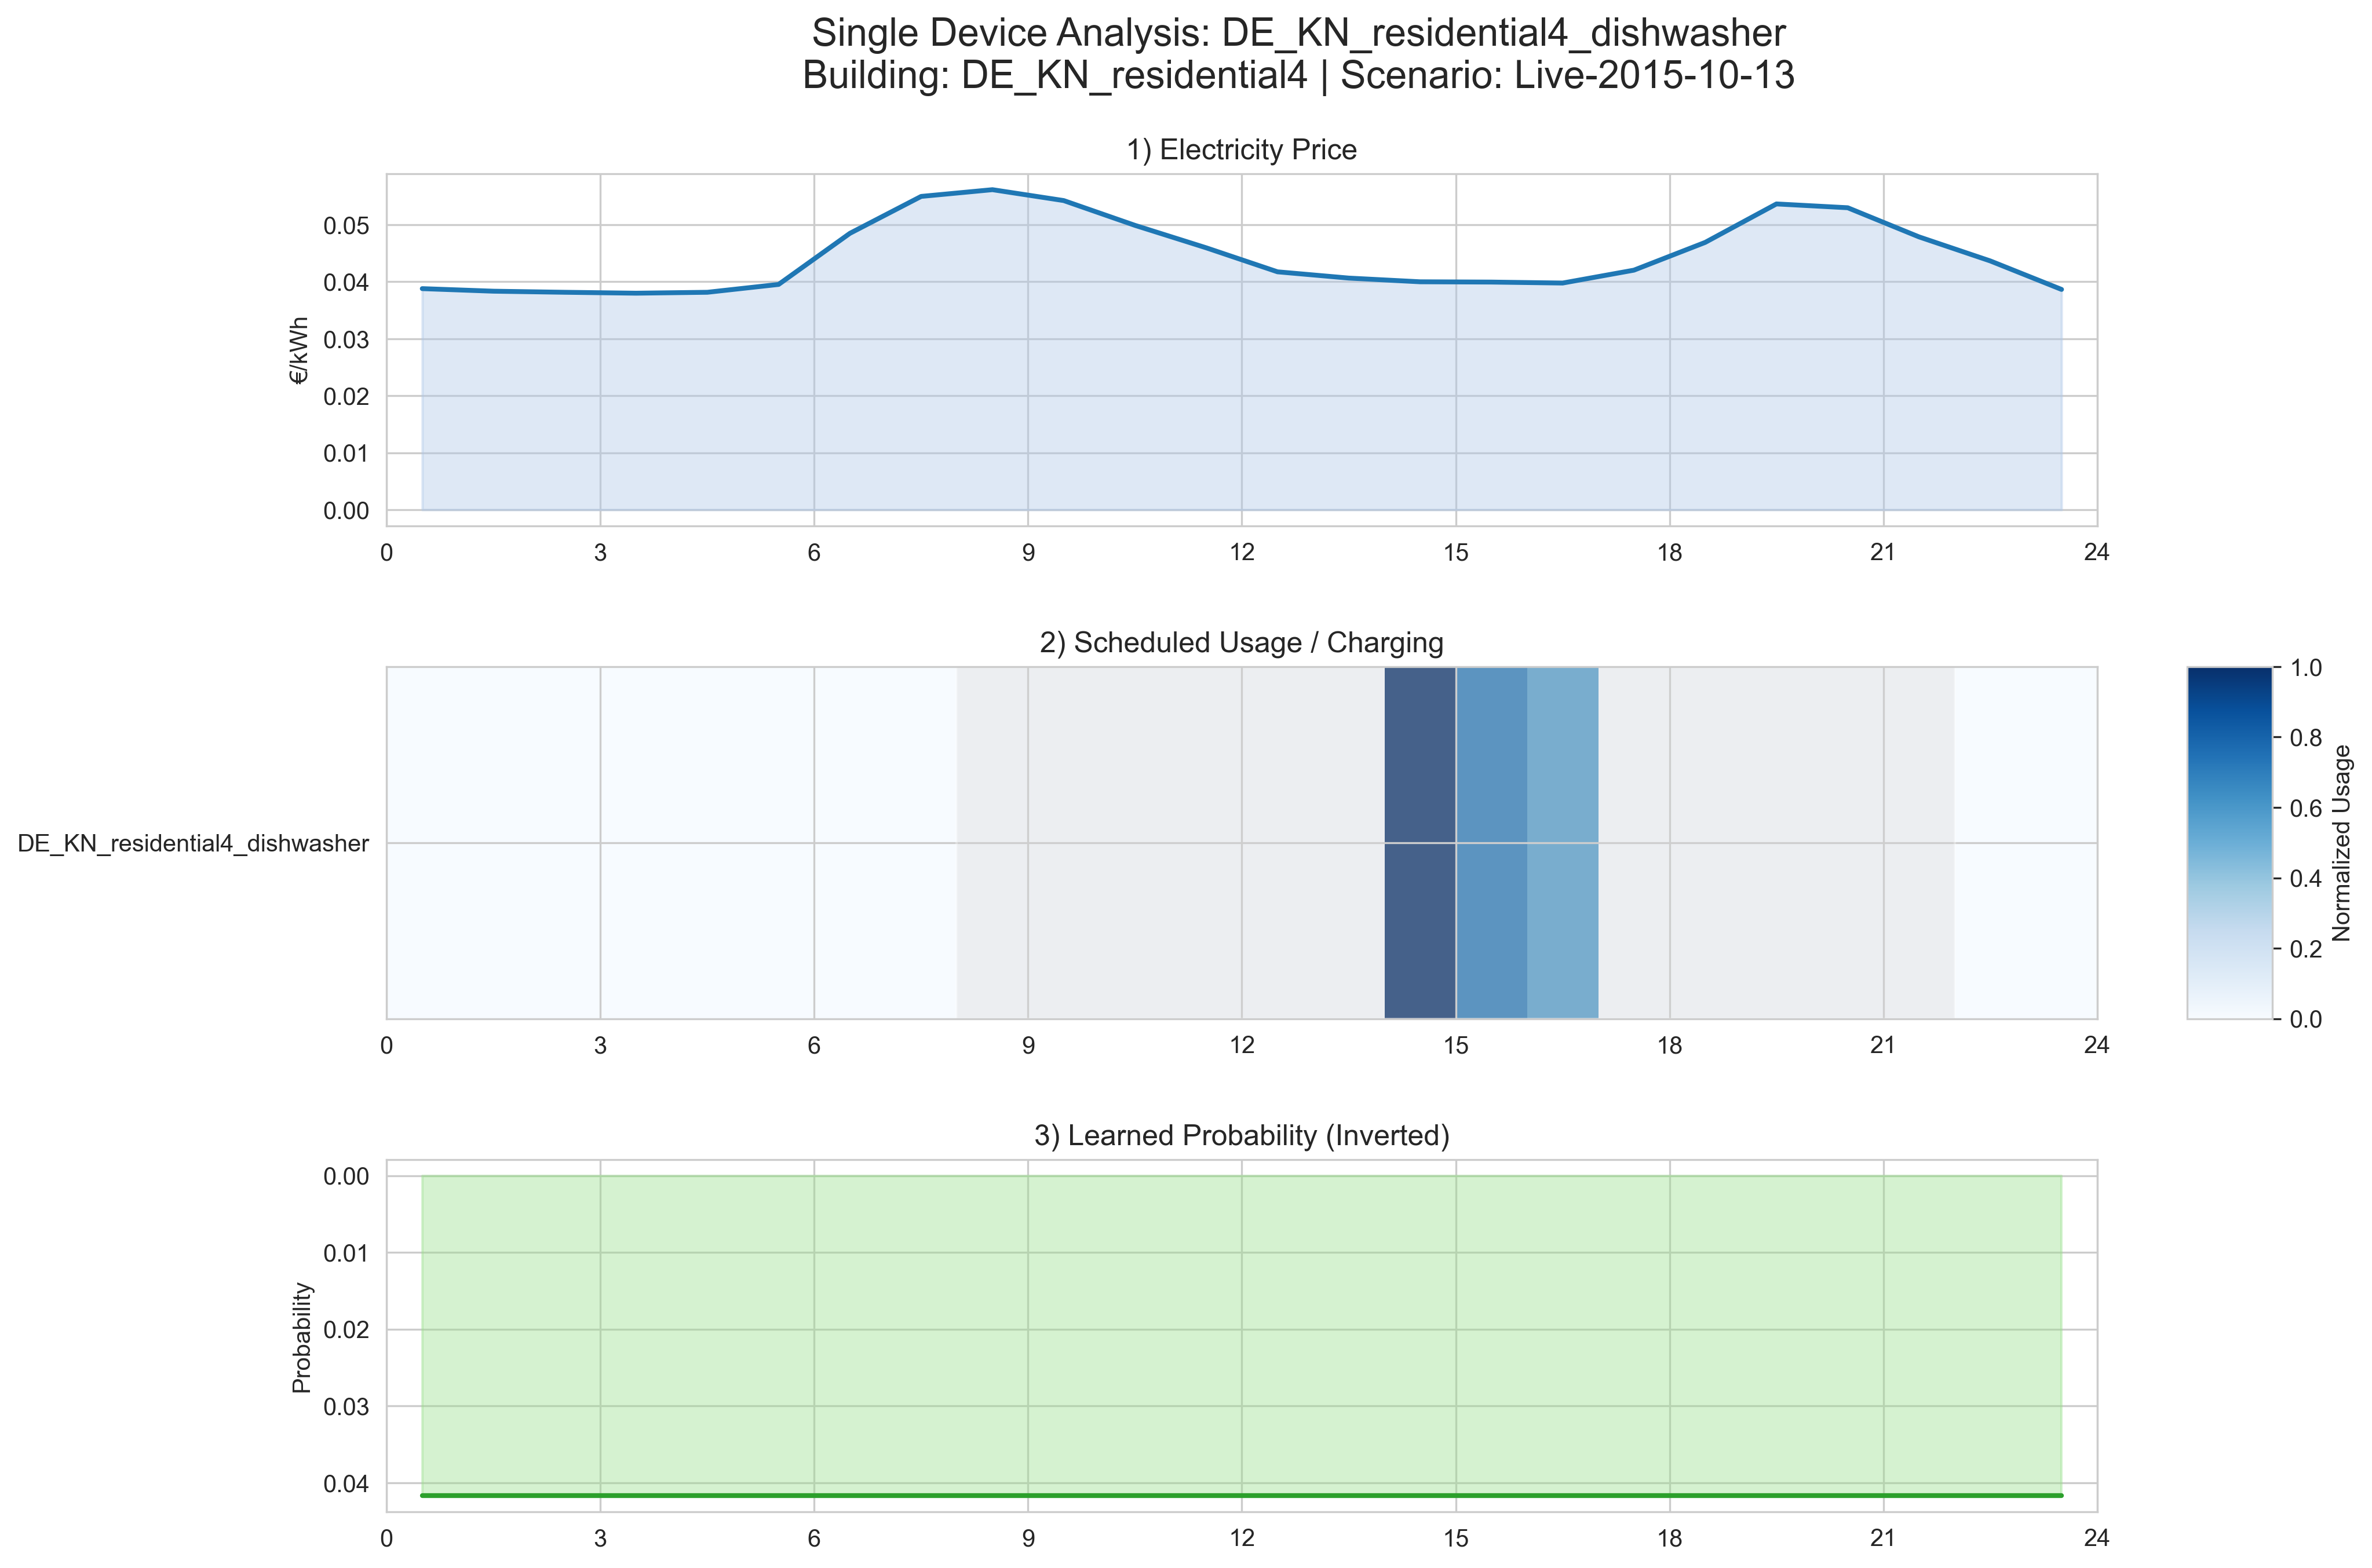 Single Device Analysis: DE_KN_residential4_dishwasher
Building: DE_KN_residential4 | Scenario: Live-2015-10-13
1) Electricity Price
€/kWh
0.05
0.04
0.03
0.02
0.01
0.00
0 3 6 9 12 15 18 21 24
2) Scheduled Usage / Charging
DE_KN_residential4_dishwasher
0 3 6 9 12 15 18 21 24
1.0
0.8
0.6
0.4
0.2
0.0
Normalized Usage
3) Learned Probability (Inverted)
Probability
0.00
0.01
0.02
0.03
0.04
0 3 6 9 12 15 18 21 24